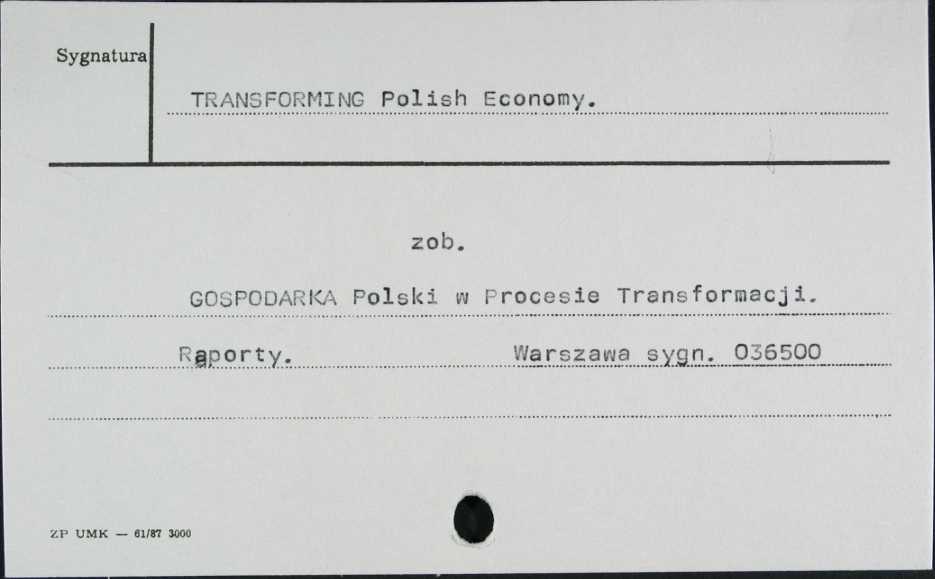 Sygnatura
TRANSFORMING Polish Economy.
zob.
GOSPODARKA Polski w Procesie Transformacji.
Raporty. Warszawa sygn. 036500
ZP UMK — 61/87 3000